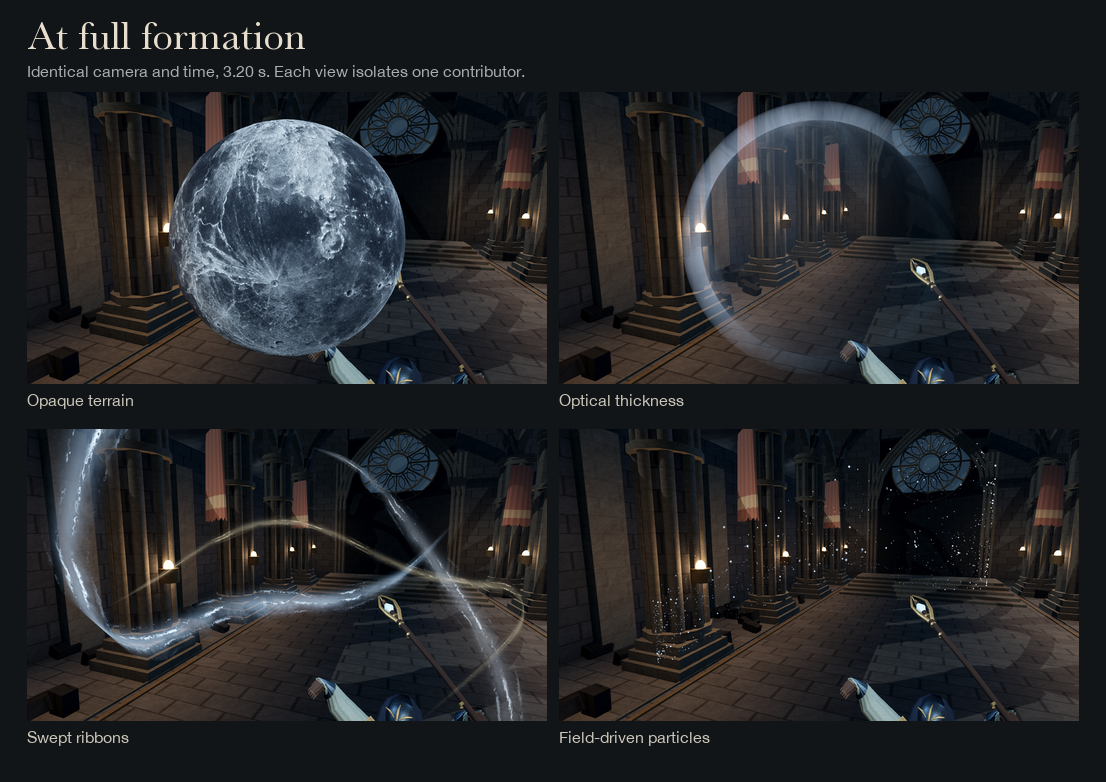 At full formation
Identical camera and time, 3.20 s. Each view isolates one contributor.
Opaque terrain
Optical thickness
Swept ribbons
Field-driven particles